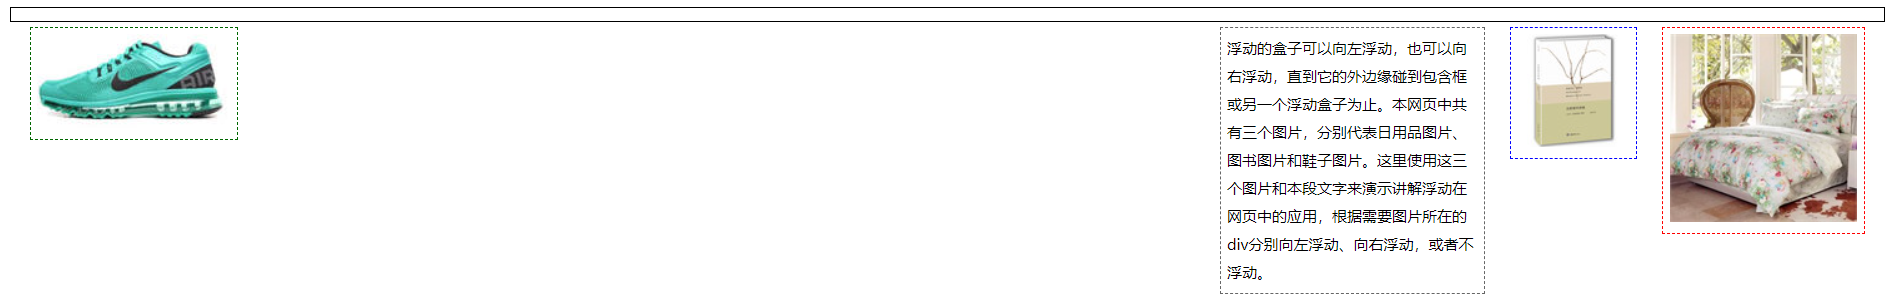 AIR
浮动的盒子可以向左浮动，也可以向
右浮动，直到它的外边缘碰到包含框
或另一个浮动盒子为止。本网页中共
有三个图片，分别代表日用品图片、
图书图片和鞋子图片。这里使用这三
个图片和本段文字来演示讲解浮动在
网页中的应用，根据需要图片所在的
div分别向左浮动、向右浮动，或者不
浮动。